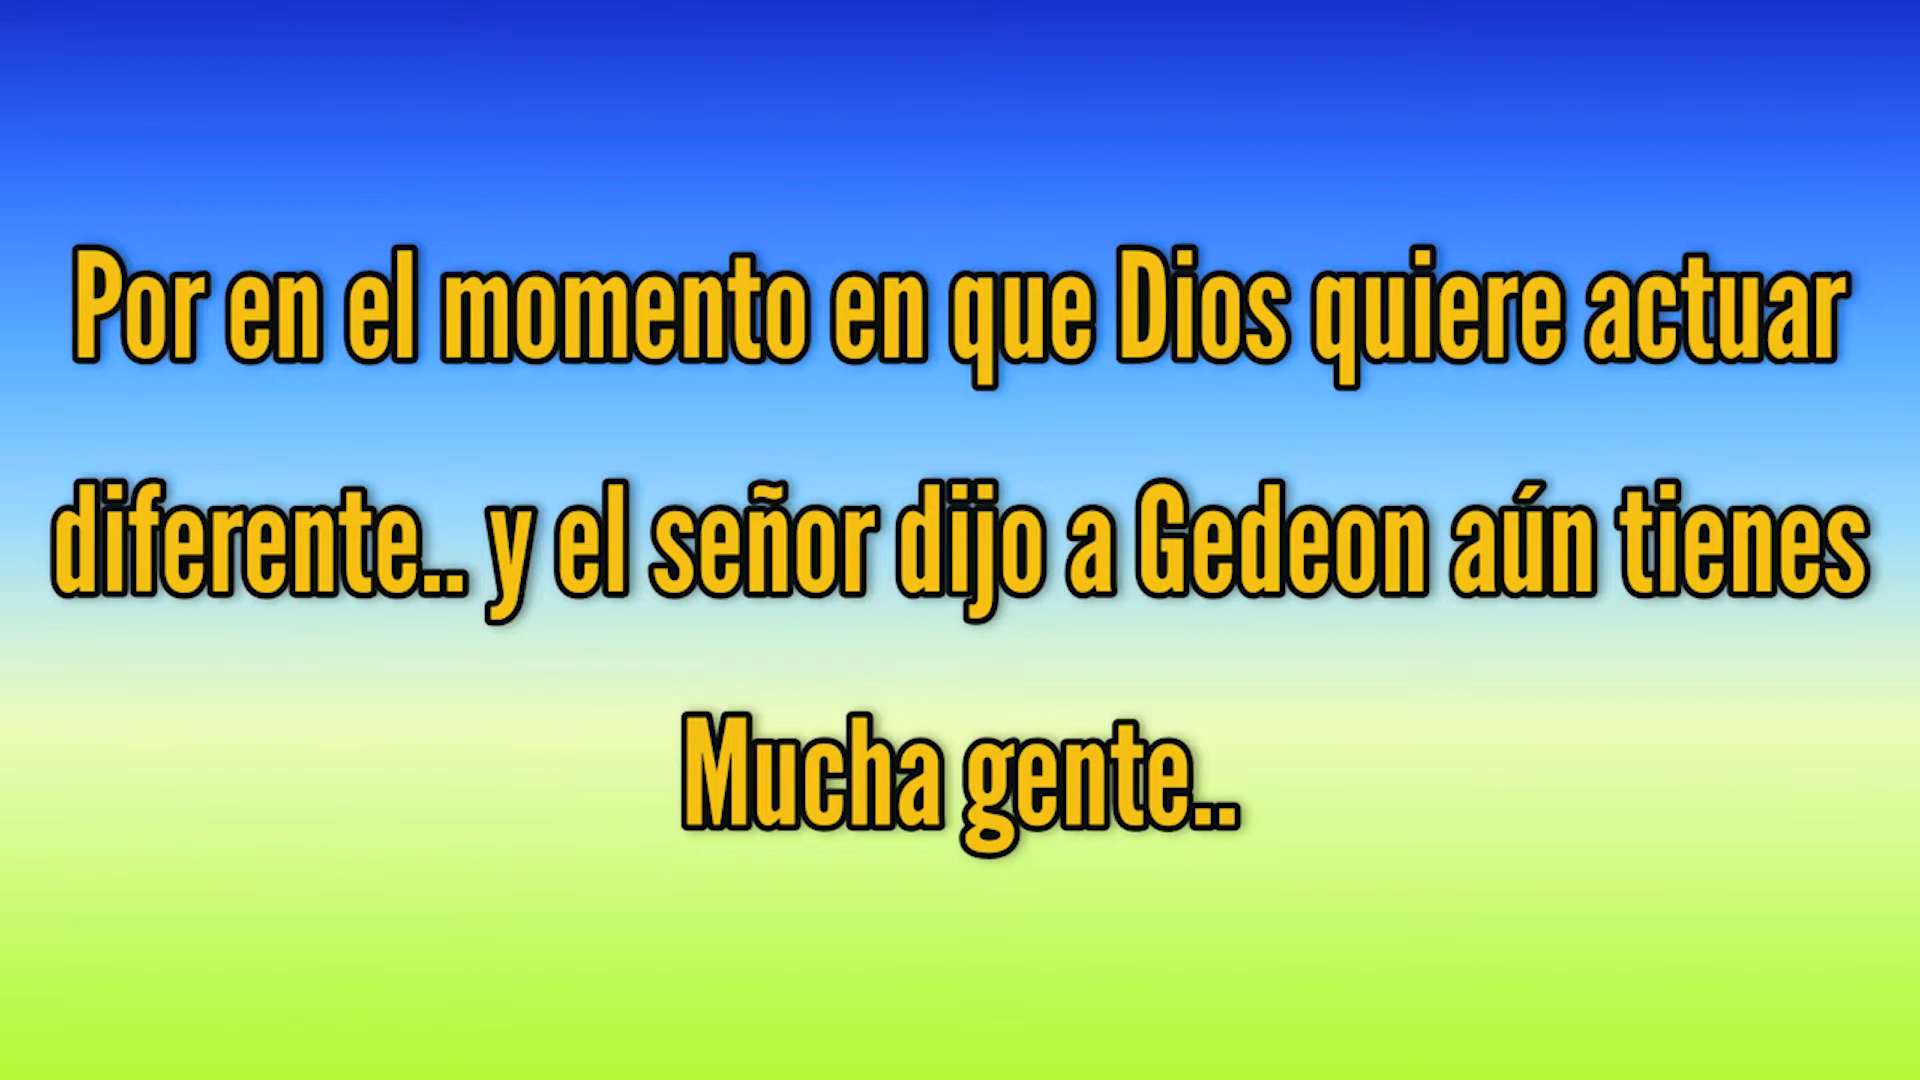 Por en el momento en que Dios quiere actuar
diferente.. y el señor dijo a Gedeon aún tienes
Mucha gente..